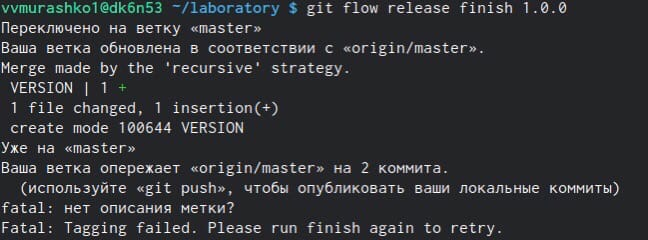 vvmurashko1@dk6n53 ~/laboratory $ git flow release finish 1.0.0
Переключено на ветку «master»
Ваша ветка обновлена в соответствии с «origin/master».
Merge made by the 'recursive' strategy.
 VERSION | 1 +
 1 file changed, 1 insertion(+)
 create mode 100644 VERSION
Уже на «master»
Ваша ветка опережает «origin/master» на 2 коммита.
  (используйте «git push», чтобы опубликовать ваши локальные коммиты)
fatal: нет описания метки?
Fatal: Tagging failed. Please run finish again to retry.